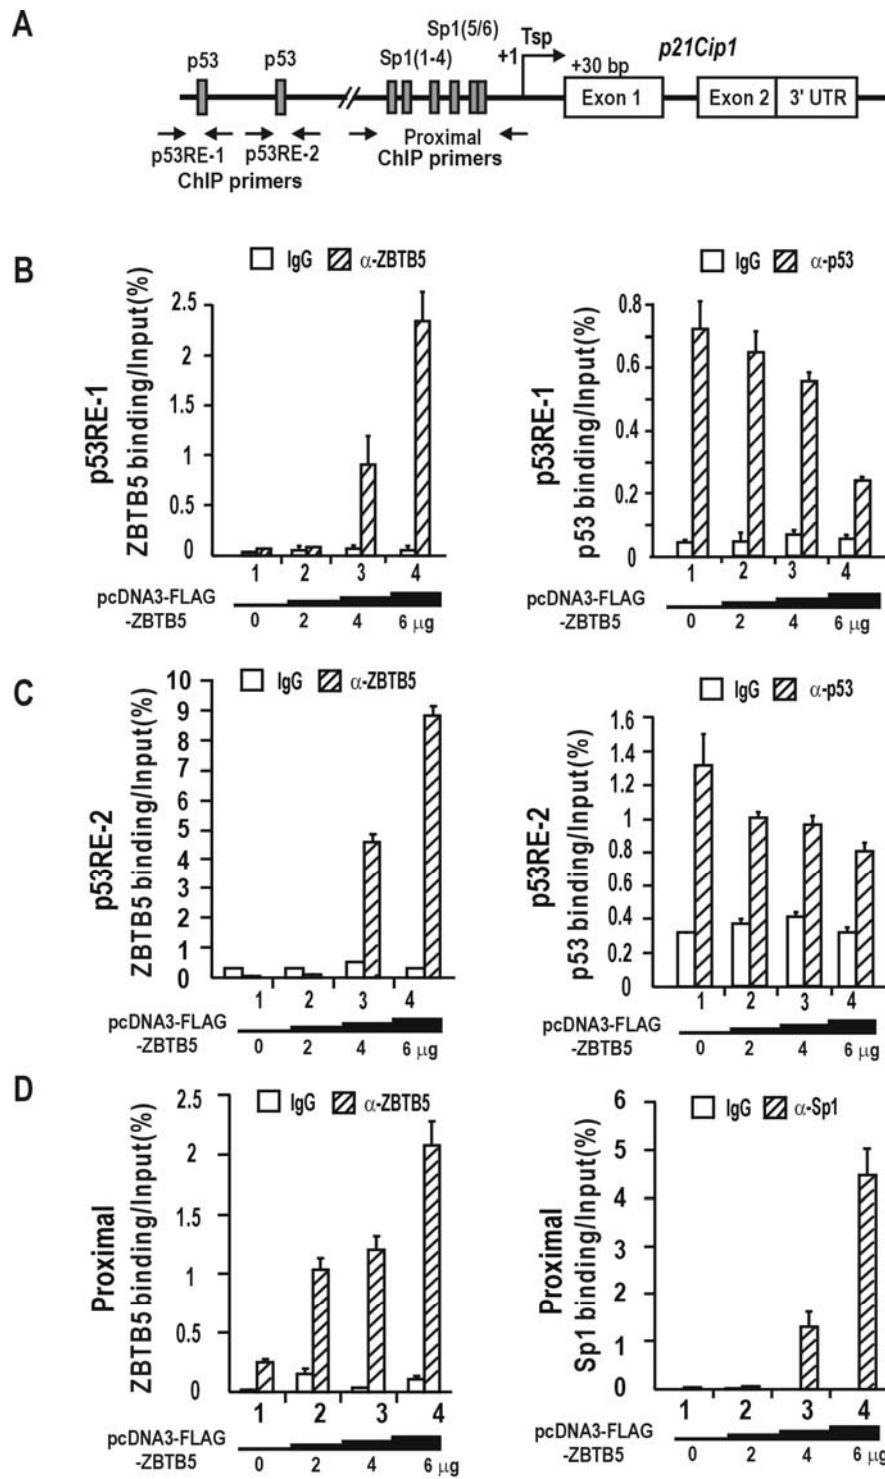 A
Sp1(5/6)
p53
p53
Sp1(1-4)
+1
Tsp
p21Cip1
+30 bp
Exon 1
Exon 2
3' UTR
p53RE-1
p53RE-2
ChIP primers
Proximal
ChIP primers
B
IgG
α-ZBTB5
p53RE-1
ZBTB5 binding/Input(%)
2.5
2
1.5
1
0.5
0
1 2 3 4
pcDNA3-FLAG
-ZBTB5
0 2 4 6 μg
IgG
α-p53
p53RE-1
p53 binding/Input(%)
0.8
0.6
0.4
0.2
0
1 2 3 4
pcDNA3-FLAG
-ZBTB5
0 2 4 6 μg
C
IgG
α-ZBTB5
p53RE-2
ZBTB5 binding/Input(%)
10
9
8
7
6
5
4
3
2
1
0
1 2 3 4
pcDNA3-FLAG
-ZBTB5
0 2 4 6 μg
IgG
α-p53
p53RE-2
p53 binding/Input(%)
1.6
1.4
1.2
1
0.8
0.6
0.4
0.2
0
1 2 3 4
pcDNA3-FLAG
-ZBTB5
0 2 4 6 μg
D
IgG
α-ZBTB5
Proximal
ZBTB5 binding/Input(%)
2.5
2
1.5
1
0.5
0
1 2 3 4
pcDNA3-FLAG
-ZBTB5
0 2 4 6 μg
IgG
α-Sp1
Proximal
Sp1 binding/Input(%)
6
5
4
3
2
1
0
1 2 3 4
pcDNA3-FLAG
-ZBTB5
0 2 4 6 μg